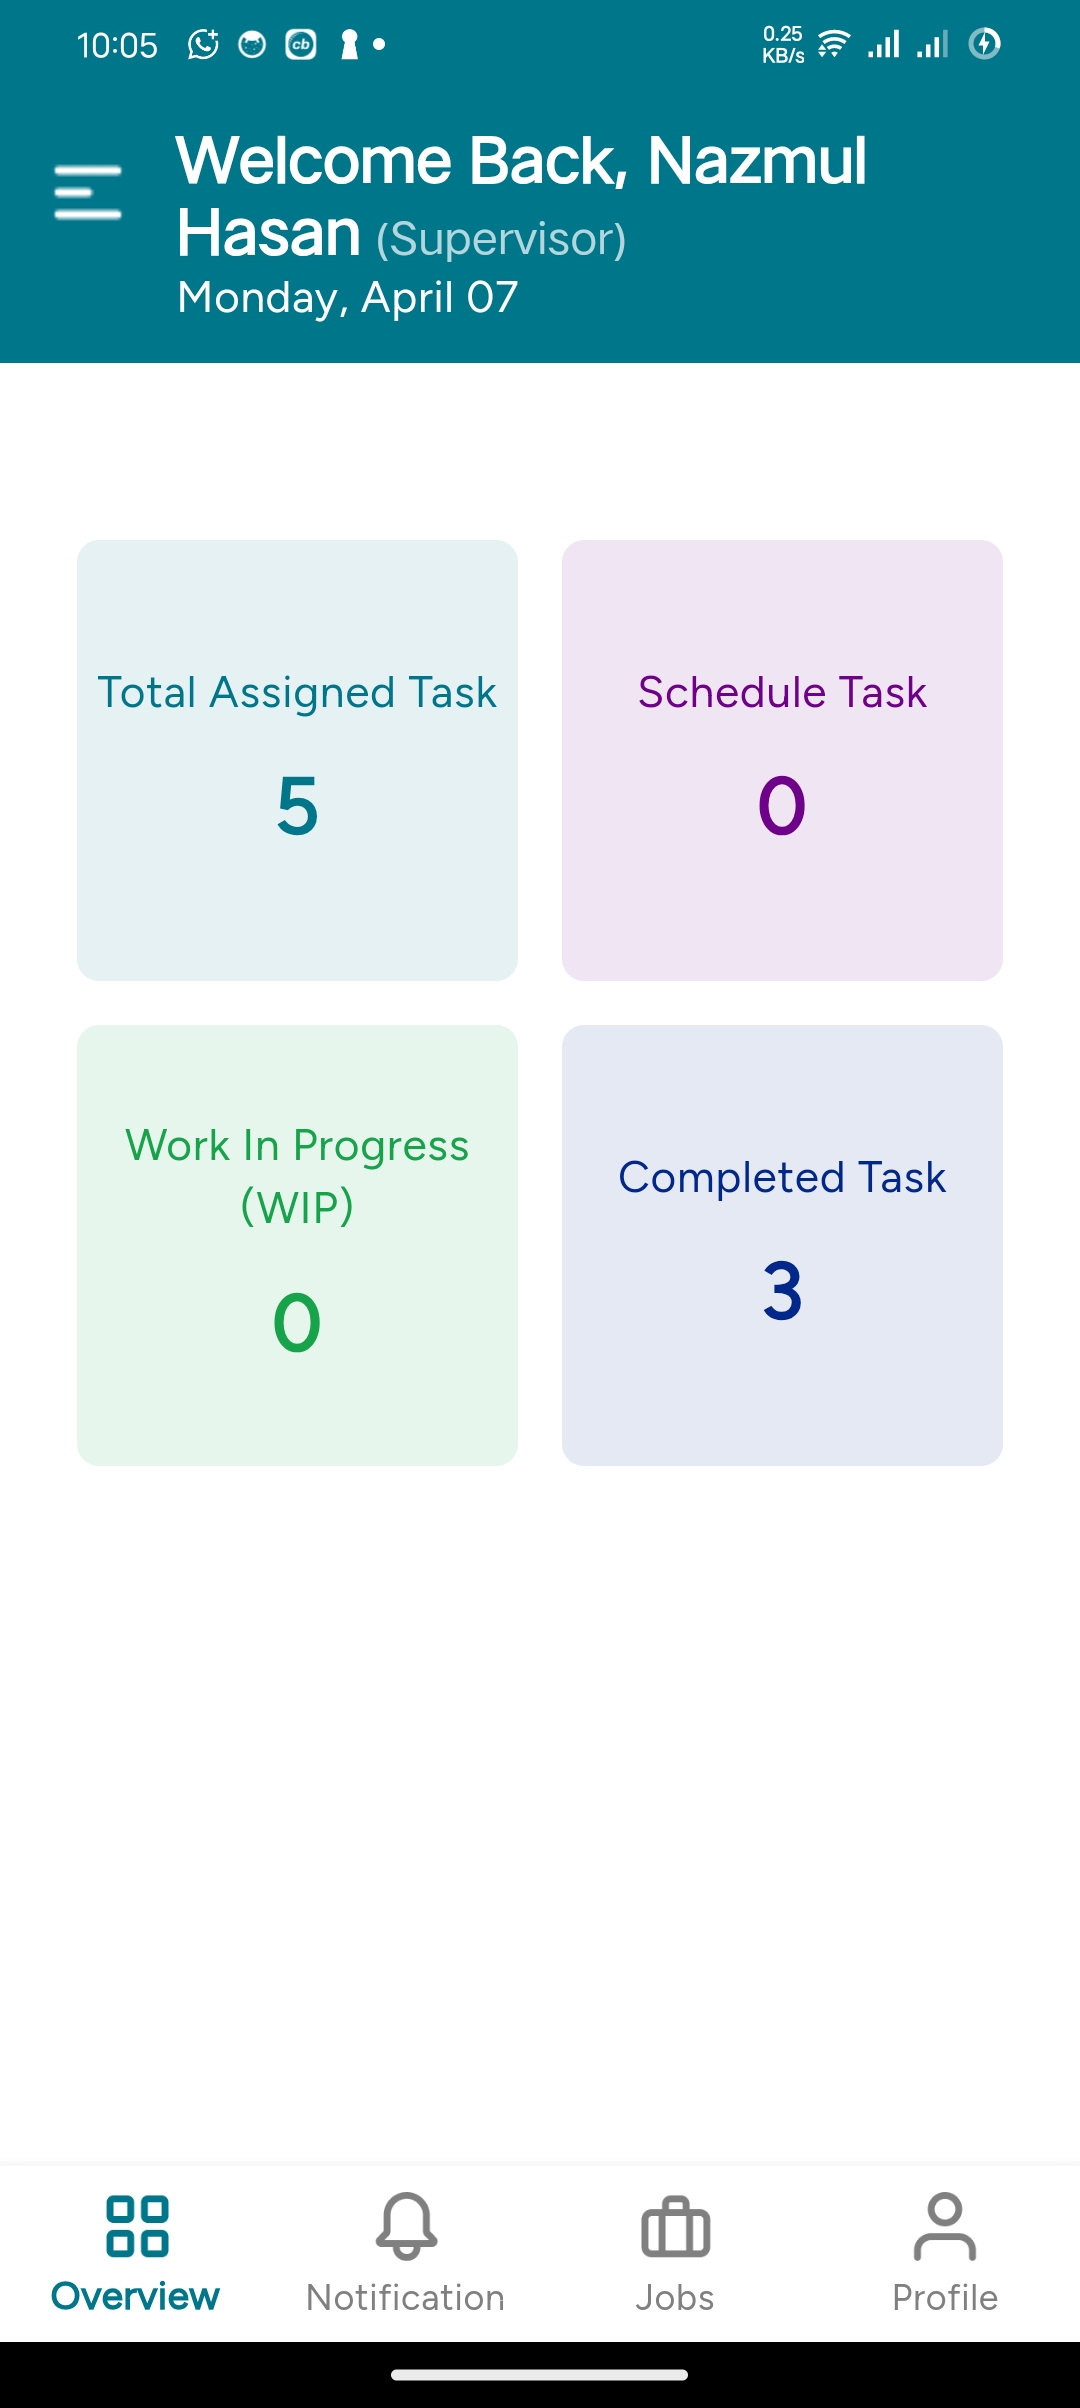 10:05
cb
0.25
KB/s
Welcome Back, Nazmul
Hasan (Supervisor)
Monday, April 07
Total Assigned Task
5
Schedule Task
0
Work In Progress
(WIP)
0
Completed Task
3
Overview
Notification
Jobs
Profile